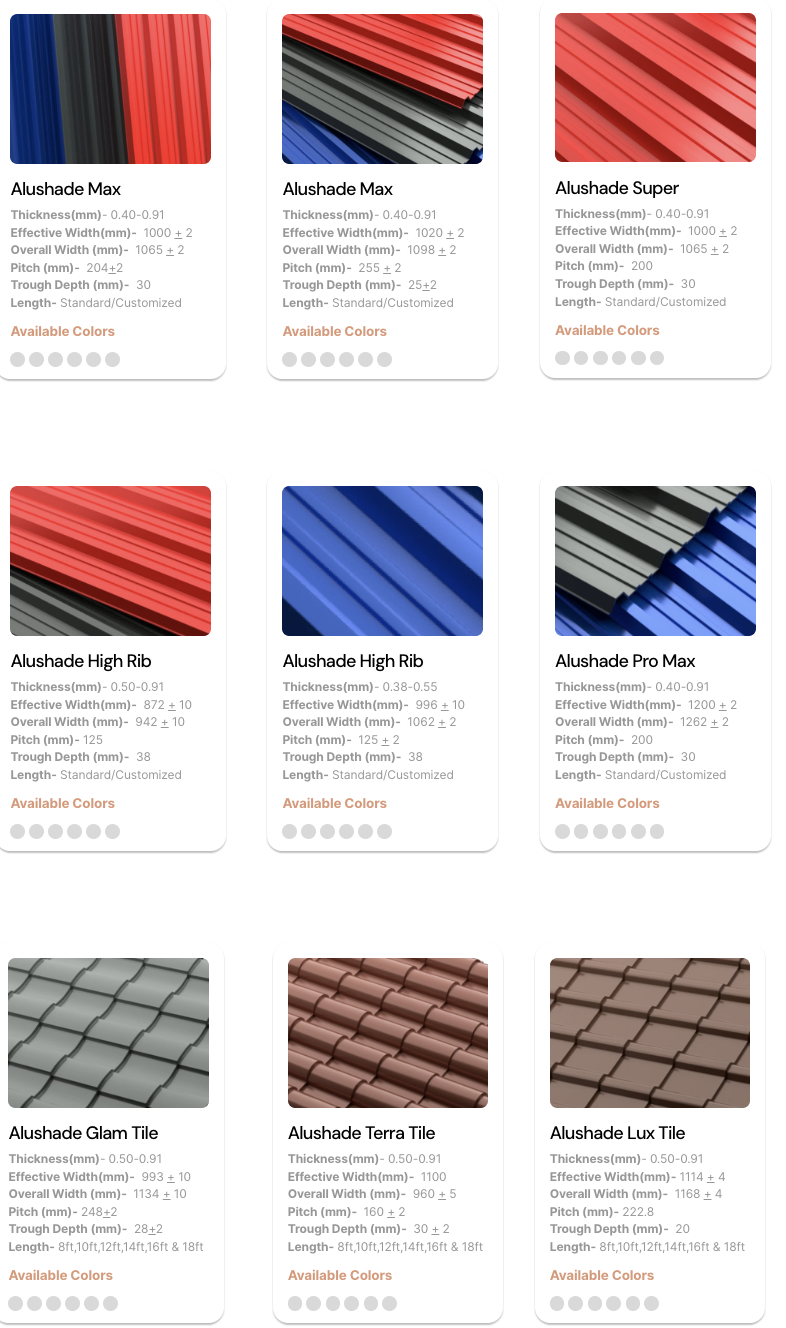 Alushade Max
Thickness(mm)- 0.40-0.91
Effective Width(mm)- 1000 + 2
Overall Width (mm)- 1065 + 2
Pitch (mm)- 204+2
Trough Depth (mm)- 30
Length- Standard/Customized
Available Colors
Alushade Max
Thickness(mm)- 0.40-0.91
Effective Width(mm)- 1020 + 2
Overall Width (mm)- 1098 + 2
Pitch (mm)- 255 + 2
Trough Depth (mm)- 25+2
Length- Standard/Customized
Available Colors
Alushade Super
Thickness(mm)- 0.40-0.91
Effective Width(mm)- 1000 + 2
Overall Width (mm)- 1065 + 2
Pitch (mm)- 200
Trough Depth (mm)- 30
Length- Standard/Customized
Available Colors
Alushade High Rib
Thickness(mm)- 0.50-0.91
Effective Width(mm)- 872 + 10
Overall Width (mm)- 942 + 10
Pitch (mm)- 125
Trough Depth (mm)- 38
Length- Standard/Customized
Available Colors
Alushade High Rib
Thickness(mm)- 0.38-0.55
Effective Width(mm)- 996 + 10
Overall Width (mm)- 1062 + 2
Pitch (mm)- 125 + 2
Trough Depth (mm)- 38
Length- Standard/Customized
Available Colors
Alushade Pro Max
Thickness(mm)- 0.40-0.91
Effective Width(mm)- 1200 + 2
Overall Width (mm)- 1262 + 2
Pitch (mm)- 200
Trough Depth (mm)- 30
Length- Standard/Customized
Available Colors
Alushade Glam Tile
Thickness(mm)- 0.50-0.91
Effective Width(mm)- 993 + 10
Overall Width (mm)- 1134 + 10
Pitch (mm)- 248+2
Trough Depth (mm)- 28+2
Length- 8ft,10ft,12ft,14ft,16ft & 18ft
Available Colors
Alushade Terra Tile
Thickness(mm)- 0.50-0.91
Effective Width(mm)- 1100
Overall Width (mm)- 960 + 5
Pitch (mm)- 160 + 2
Trough Depth (mm)- 30 + 2
Length- 8ft,10ft,12ft,14ft,16ft & 18ft
Available Colors
Alushade Lux Tile
Thickness(mm)- 0.50-0.91
Effective Width(mm)- 1114 + 4
Overall Width (mm)- 1168 + 4
Pitch (mm)- 222.8
Trough Depth (mm)- 20
Length- 8ft,10ft,12ft,14ft,16ft & 18ft
Available Colors